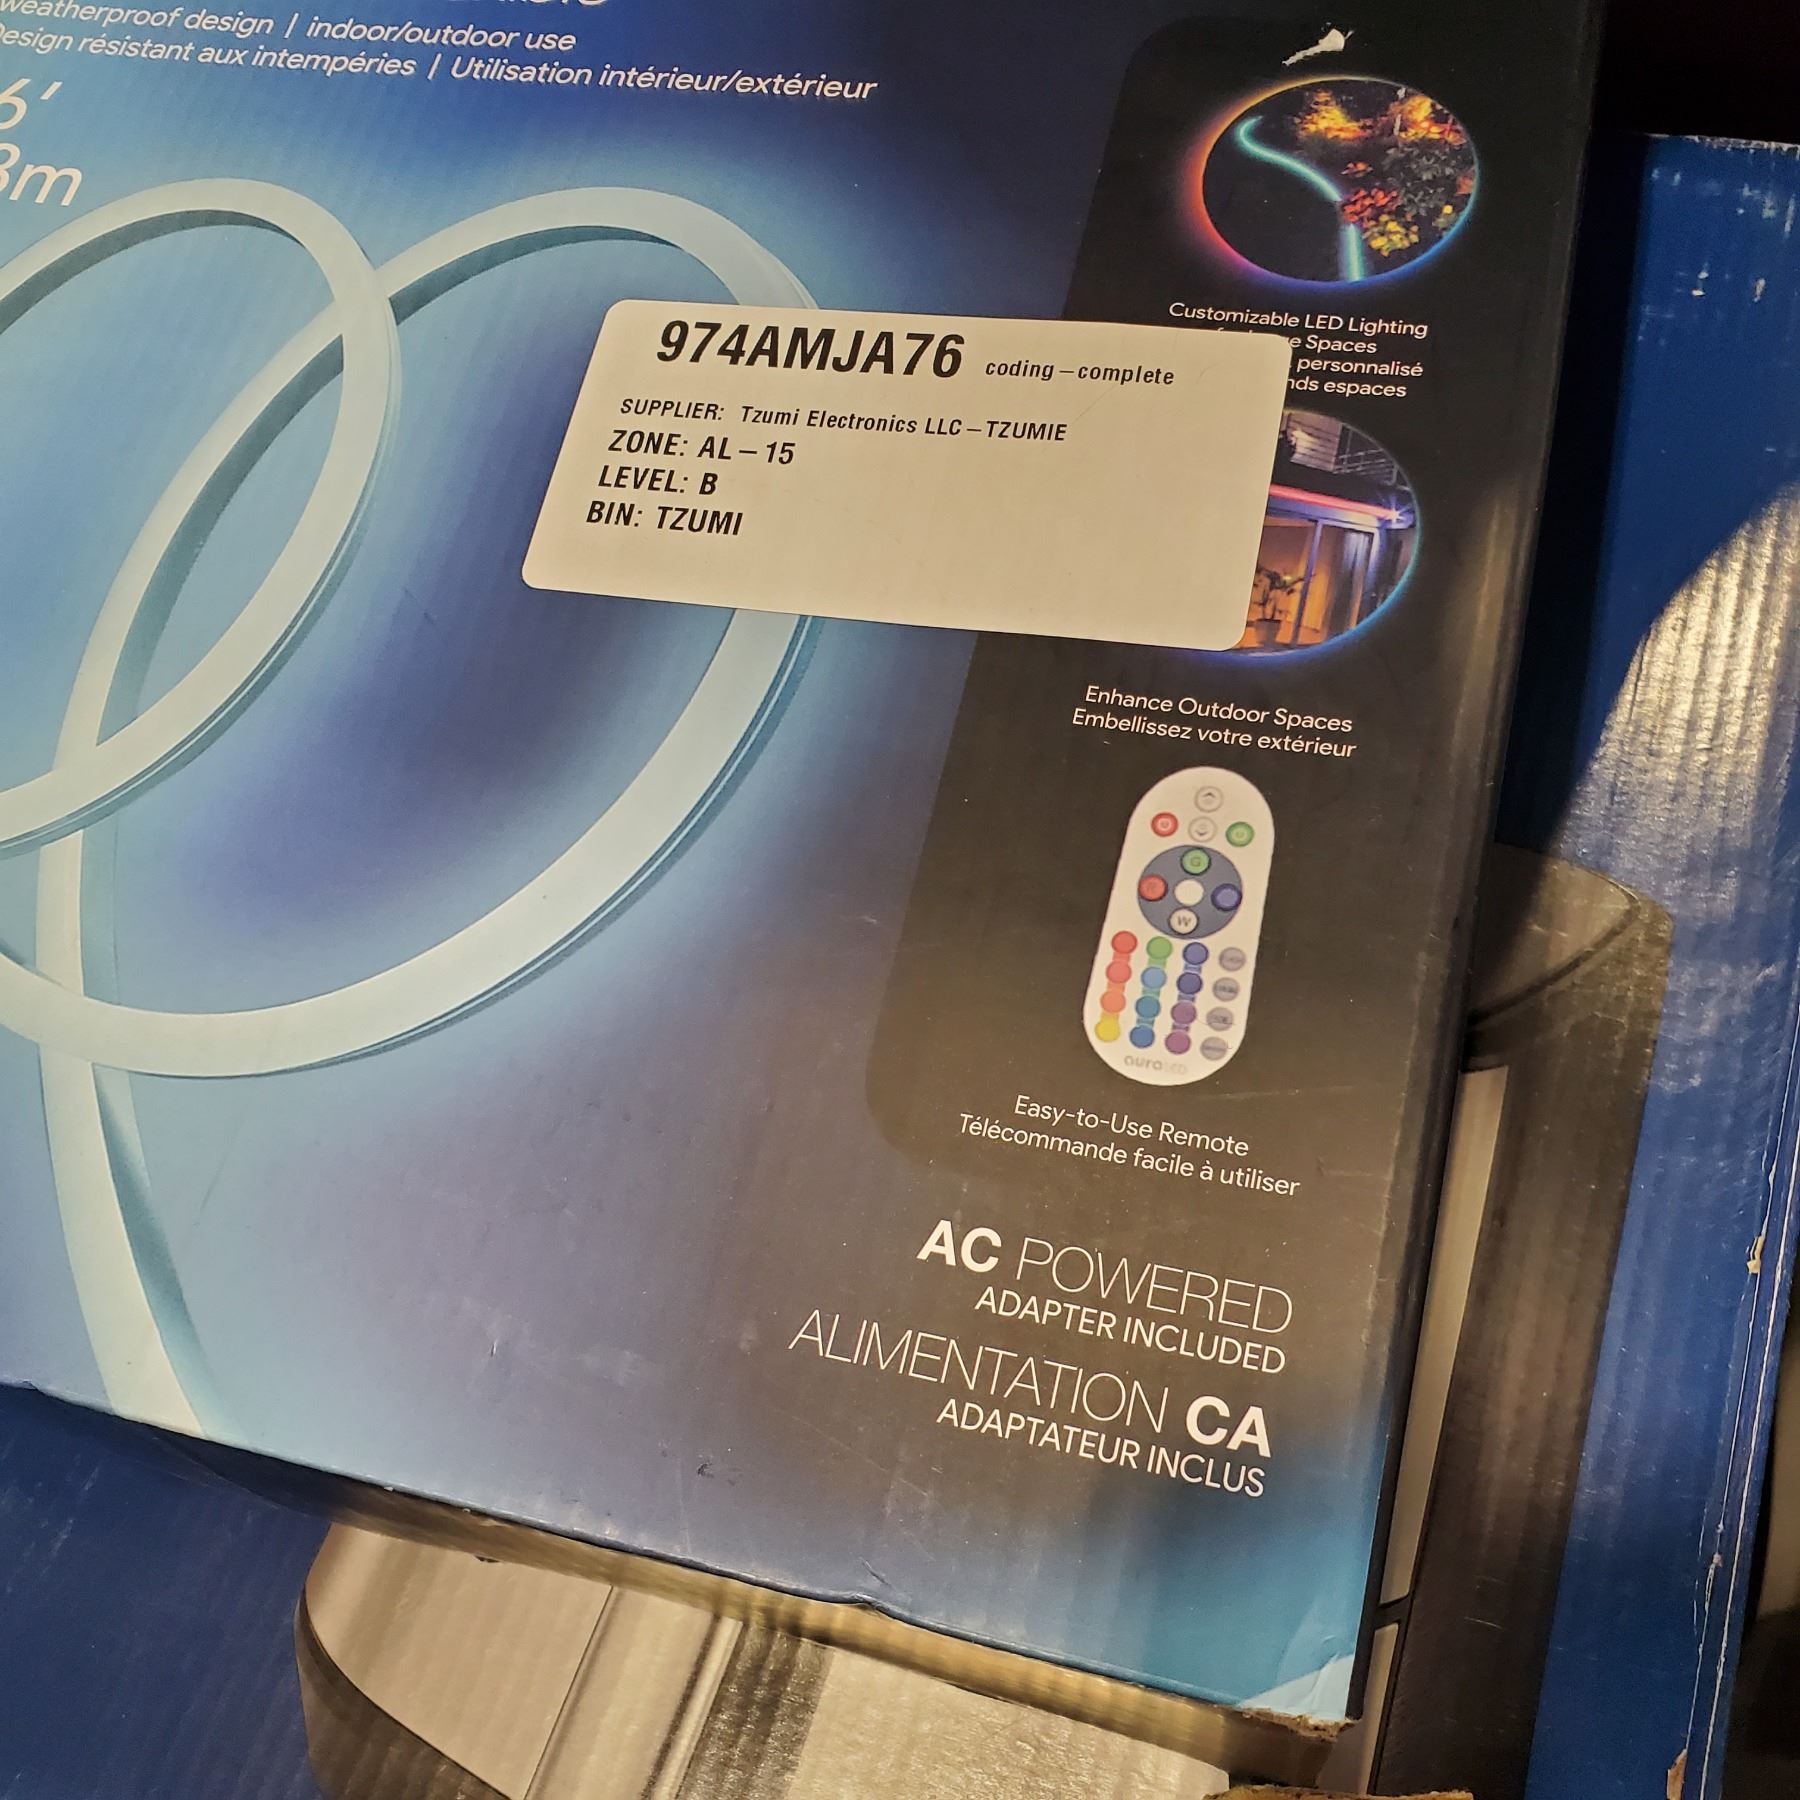 weatherproof design | indoor/outdoor use
Design résistant aux intempéries | Utilisation intérieur/extérieur
6'
3m
974AMJA76 coding-complete
SUPPLIER: Tzumi Electronics LLC-TZUMIE
ZONE: AL-15
LEVEL: B
BIN: TZUMI
Customizable LED Lighting
Spaces
personnalisé
espaces
Enhance Outdoor Spaces
Embellissez votre extérieur
G
W
aura LED
Easy-to-Use Remote
Télécommande facile à utiliser
AC POWERED
ADAPTER INCLUDED
ALIMENTATION CA
ADAPTATEUR INCLUS